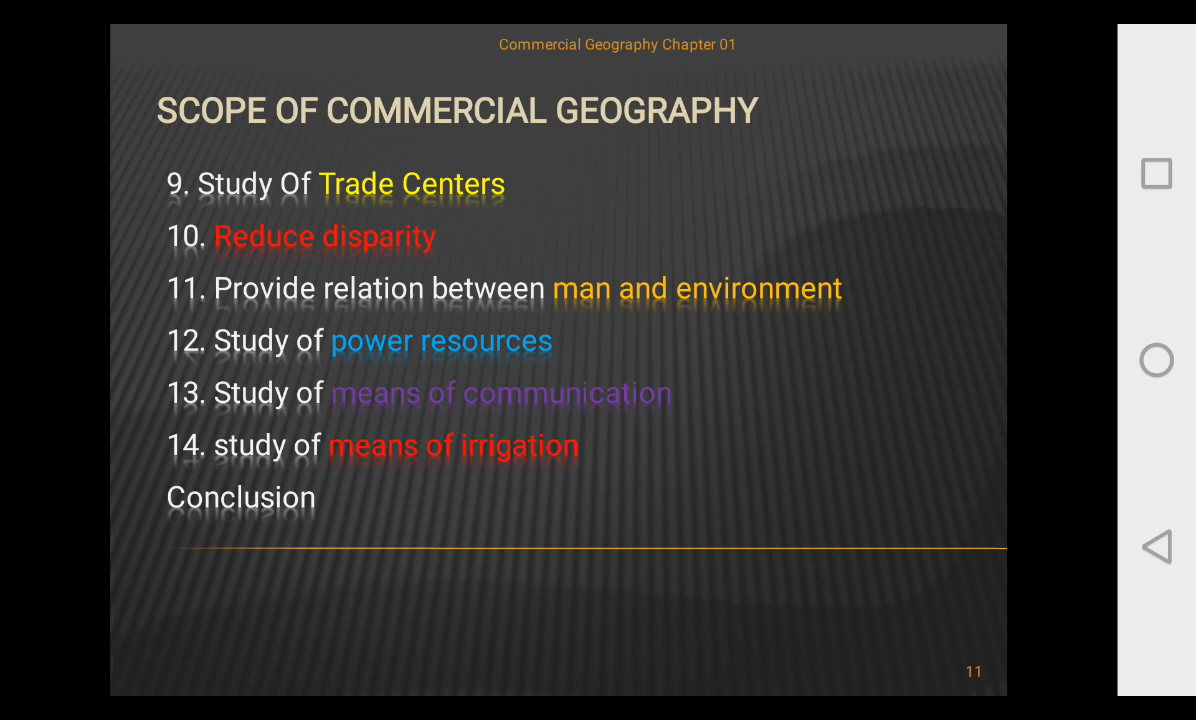 Commercial Geography Chapter 01
SCOPE OF COMMERCIAL GEOGRAPHY
9. Study Of Trade Centers
10. Reduce disparity
11. Provide relation between man and environment
12. Study of power resources
13. Study of means of communication
14. study of means of irrigation
Conclusion
11